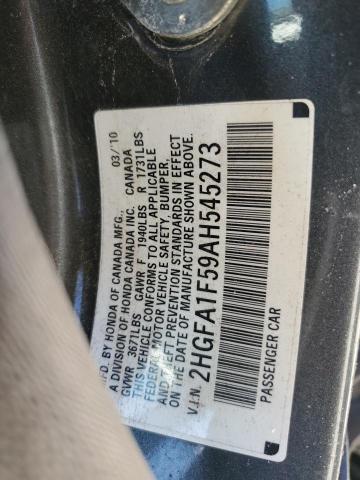 MFD. BY HONDA OF CANADA MFG., 03/'10
A DIVISION OF HONDA CANADA INC. CANADA
GVWR 3671LBS GAWR F 1940LBS R 1731LBS
THIS VEHICLE CONFORMS TO ALL APPLICABLE
FEDERAL MOTOR VEHICLE SAFETY, BUMPER,
AND THEFT PREVENTION STANDARDS IN EFFECT
ON THE DATE OF MANUFACTURE SHOWN ABOVE.
V.I.N. 2HGFA1F59AH545273
PASSENGER CAR